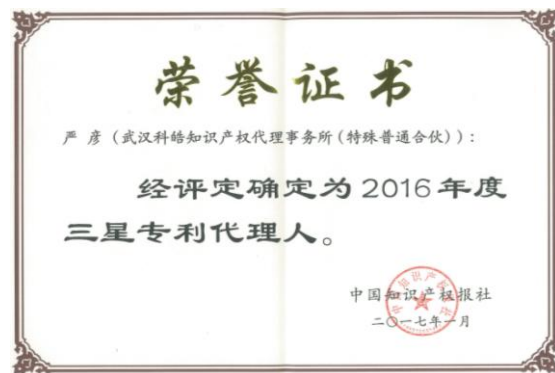 荣誉证书
严 彦（武汉科皓知识产权代理事务所（特殊普通合伙））：
经评定确定为2016年度
三星专利代理人。
中国知识产权报社
二〇一七年一月